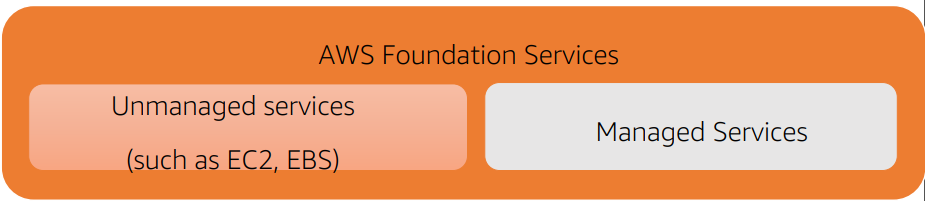 AWS Foundation Services
Unmanaged services
(such as EC2, EBS)
Managed Services